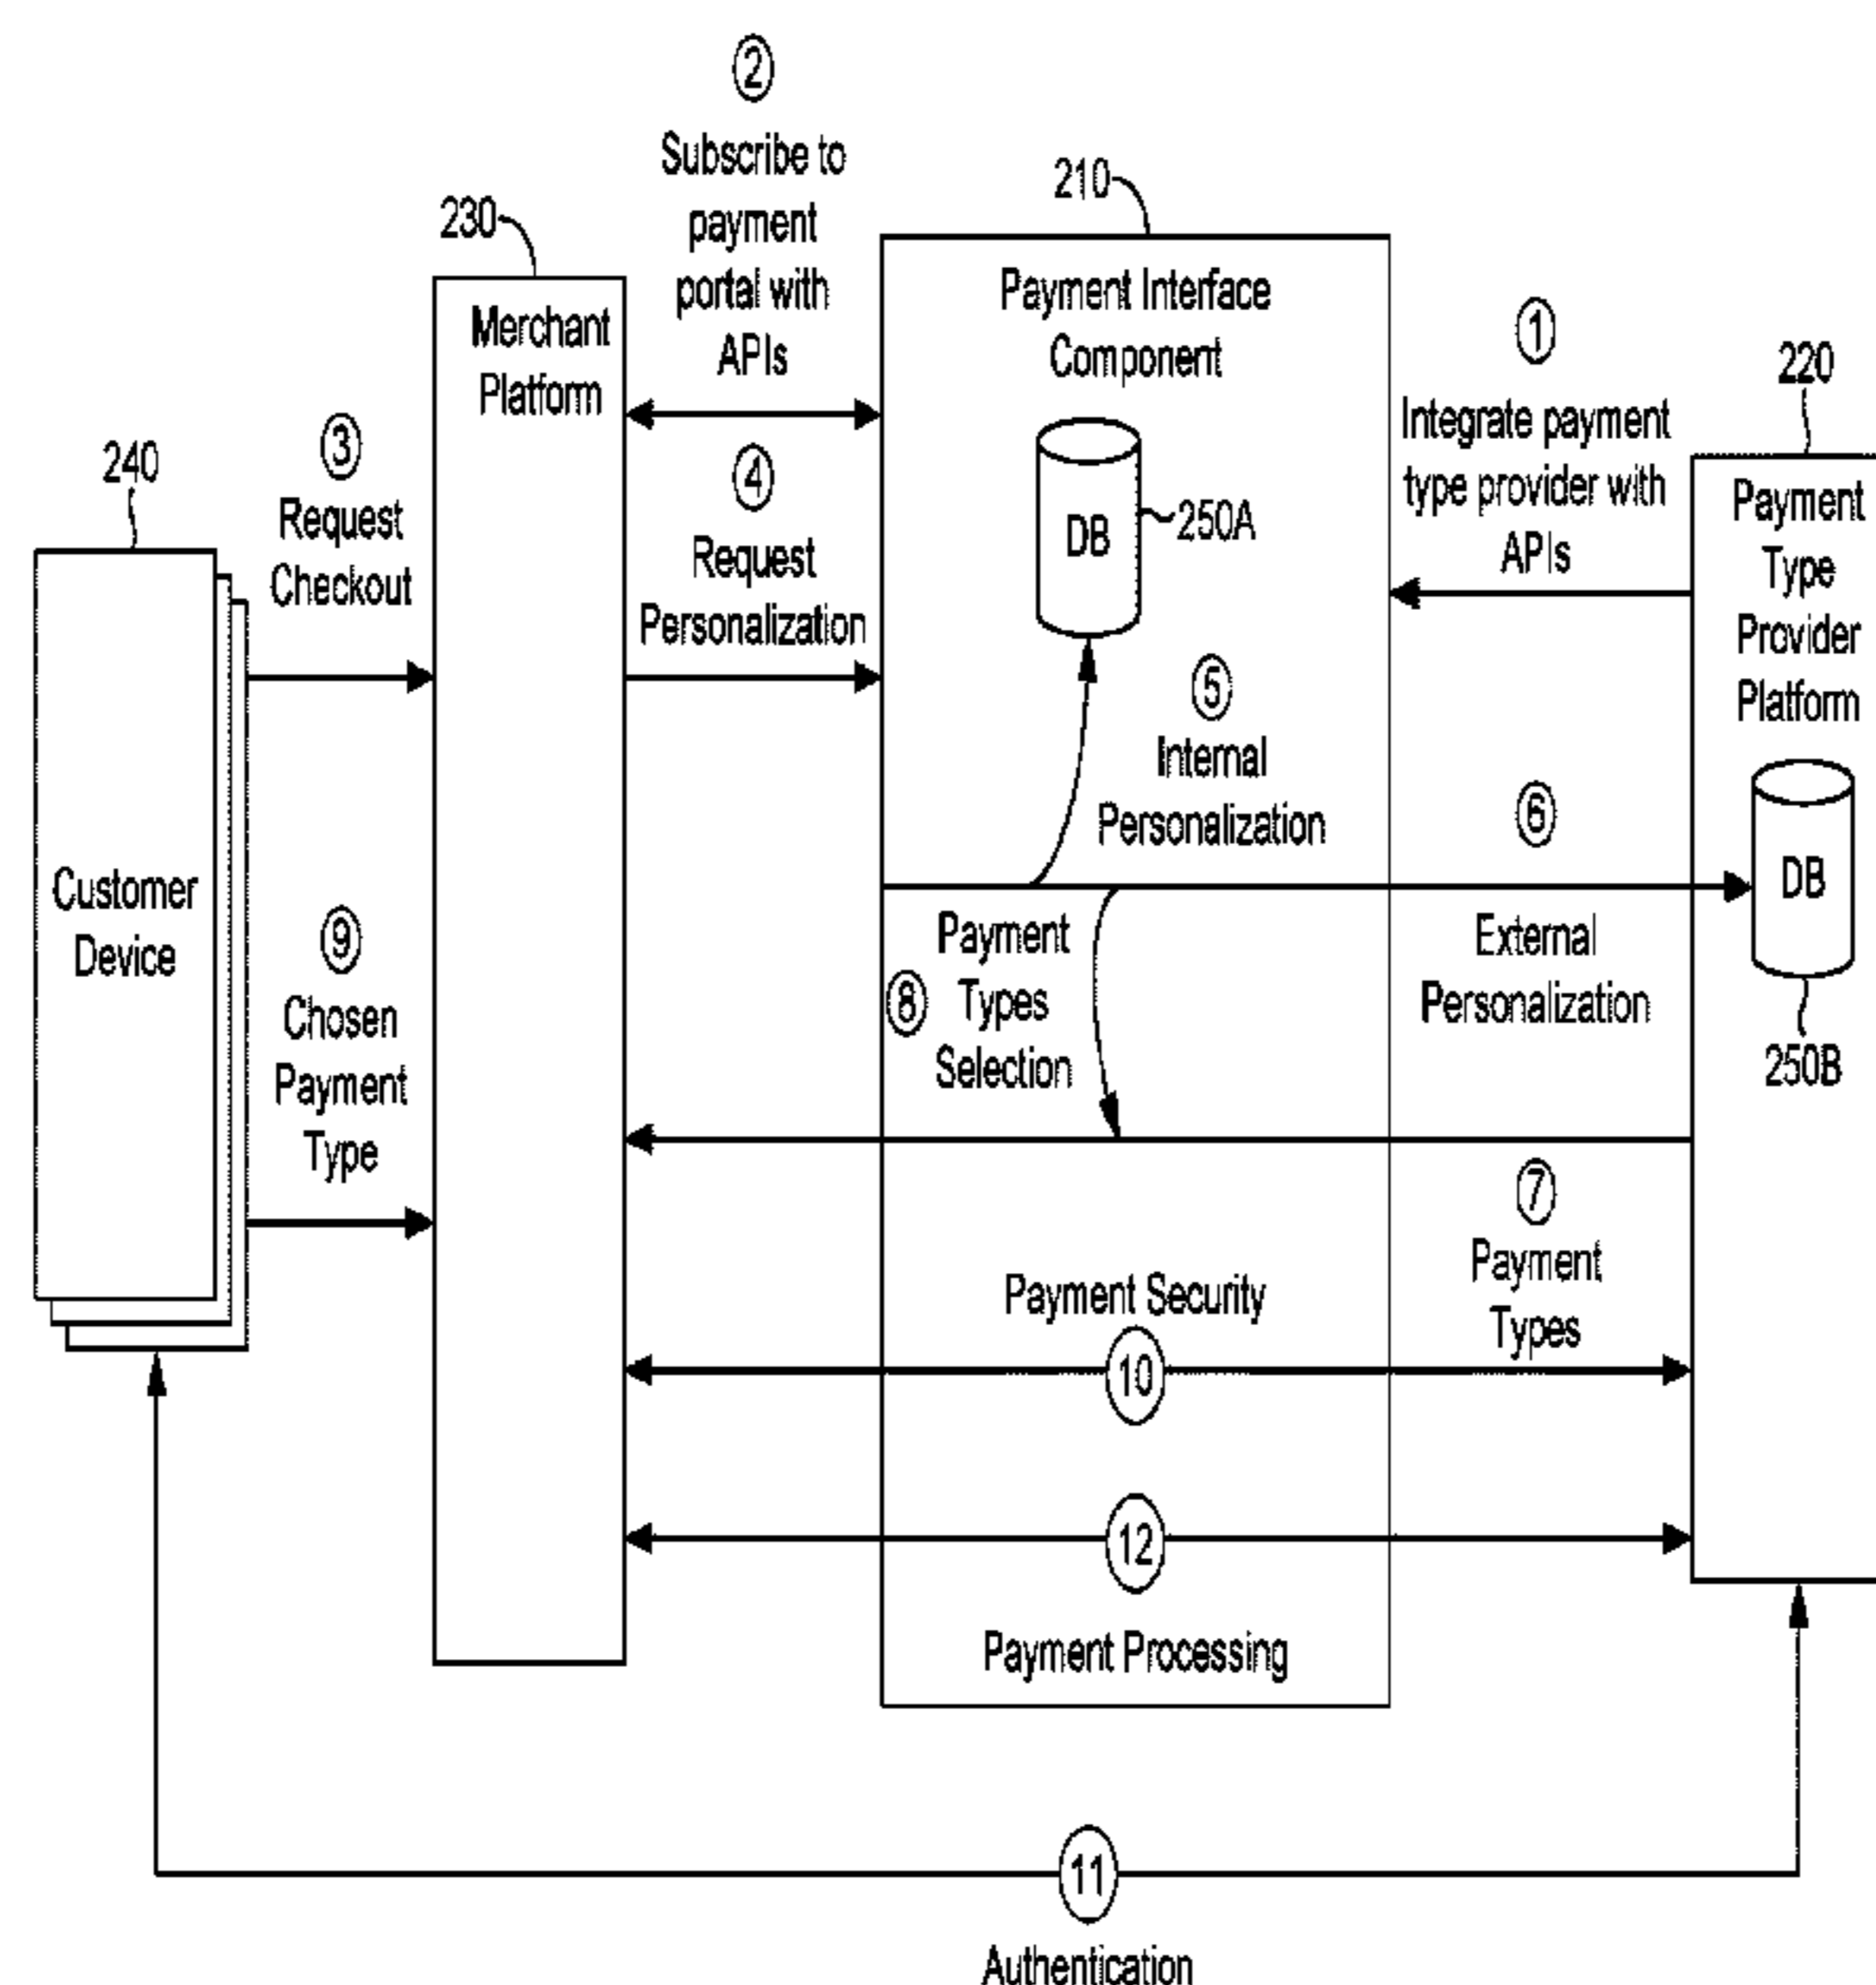 ②
Subscribe to
payment
portal with
APIs
230
Merchant
Platform
210
Payment Interface
Component
DB
250A
①
Integrate payment
type provider with
APIs
220
Payment
Type
Provider
Platform
DB
250B
240
Customer
Device
③
Request
Checkout
④
Request
Personalization
⑤
Internal
Personalization
⑥
External
Personalization
⑧
Payment
Types
Selection
⑨
Chosen
Payment
Type
⑦
Payment
Types
Payment Security
10
12
Payment Processing
11
Authentication